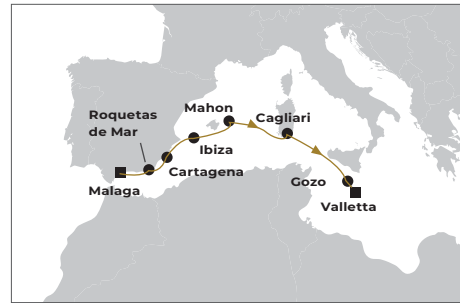 Roquetas
de Mar
Mahon
Cagliari
Ibiza
Cartagena
Malaga
Gozo
Valletta